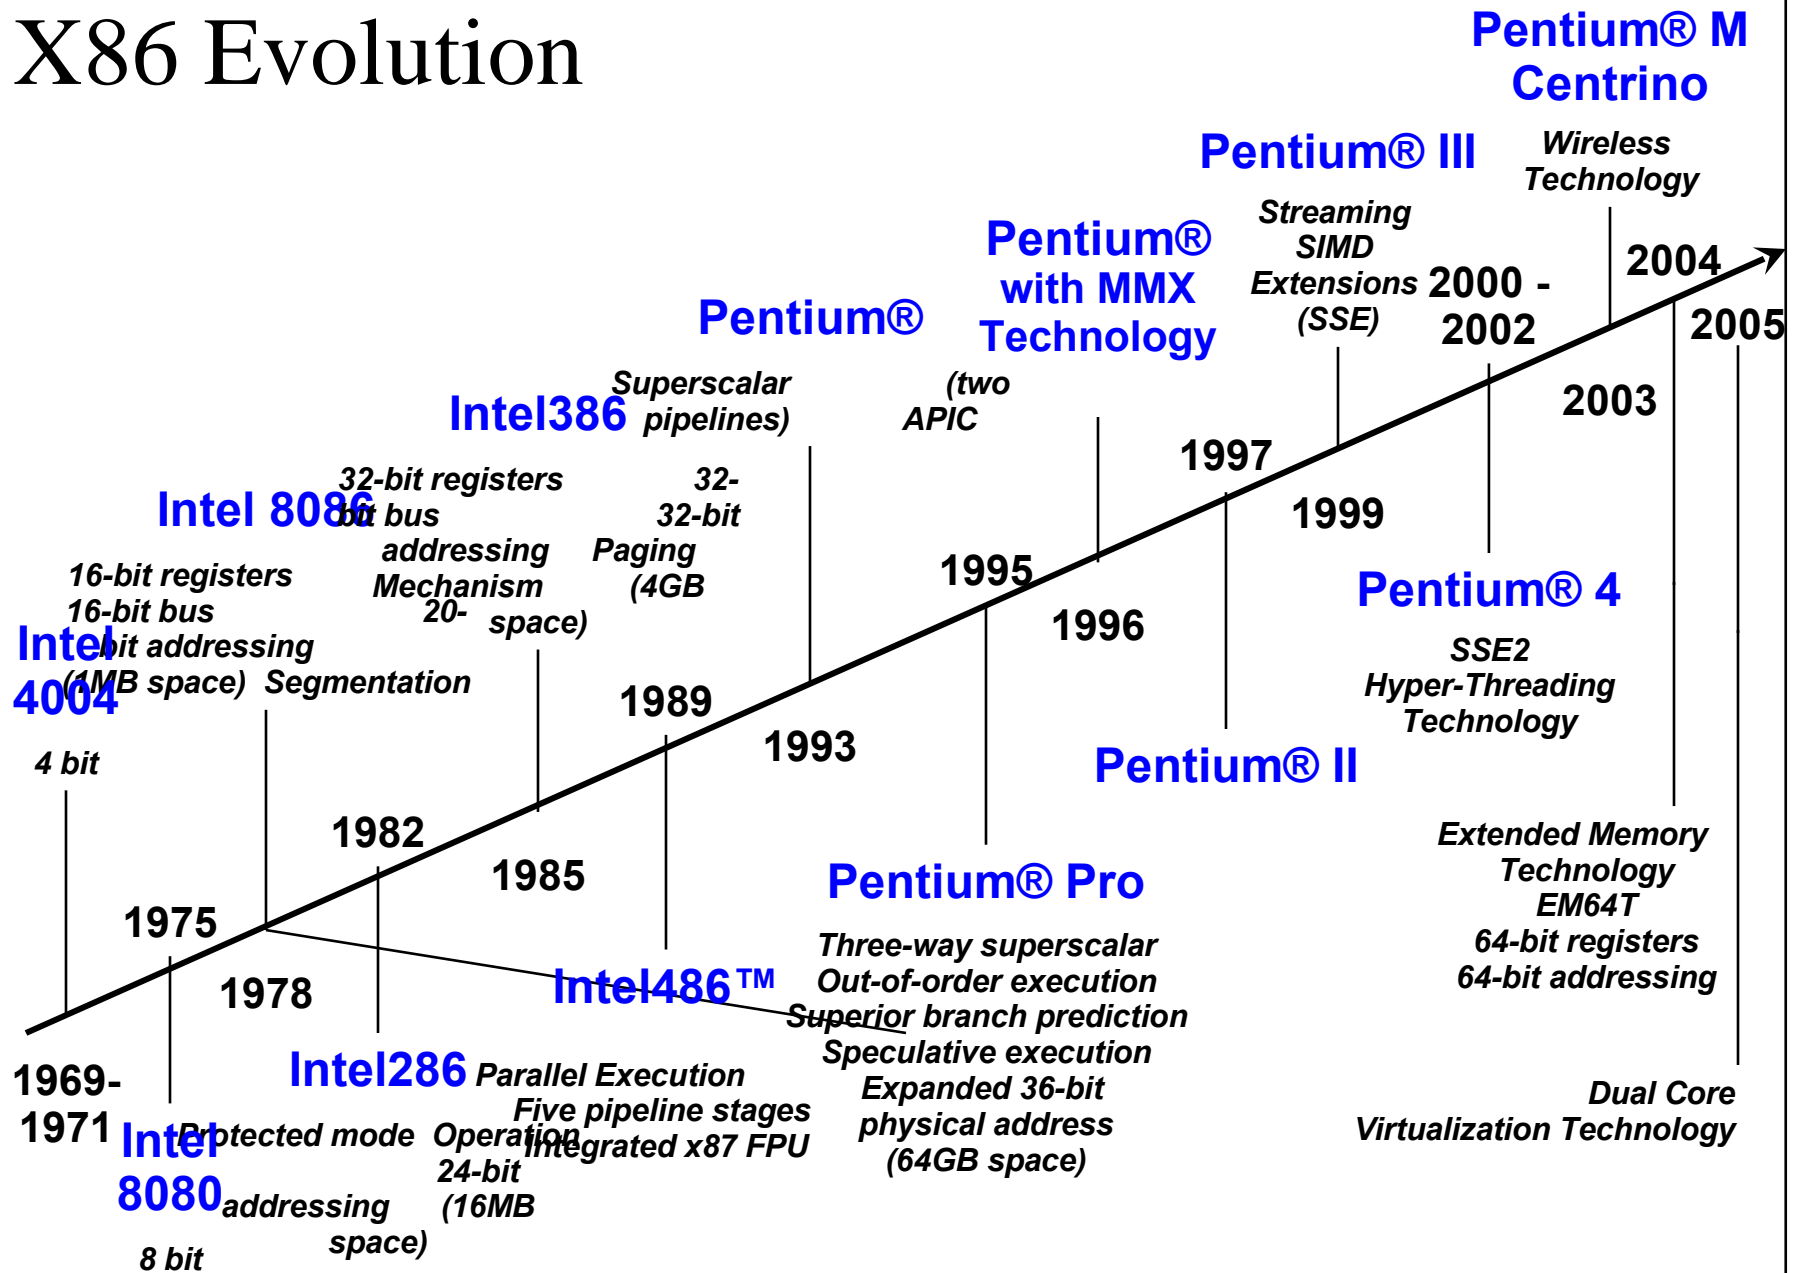 X86 Evolution
Pentium® M
Centrino
Wireless
Technology
Pentium® III
Streaming
SIMD
Extensions
(SSE)
Pentium®
with MMX
Technology
2004
2000 -
2002
2005
Pentium®
Superscalar (two
pipelines) APIC
2003
Intel386
32-bit registers 32-
bit bus 32-bit
addressing Paging
Mechanism (4GB
space)
1997
1999
Intel 8086
16-bit registers
16-bit bus 20-
bit addressing
(1MB space) Segmentation
1995
1996
Pentium® 4
SSE2
Hyper-Threading
Technology
Intel
4004
4 bit
1989
1993
Pentium® II
1982
1985
Extended Memory
Technology
EM64T
64-bit registers
64-bit addressing
Pentium® Pro
Three-way superscalar
Out-of-order execution
Superior branch prediction
Speculative execution
Expanded 36-bit
physical address
(64GB space)
1975
1978
Intel486™
Parallel Execution
Five pipeline stages
Integrated x87 FPU
1969-
1971
Intel286
Protected mode Operation
24-bit
addressing (16MB
space)
Intel
8080
8 bit
Dual Core
Virtualization Technology